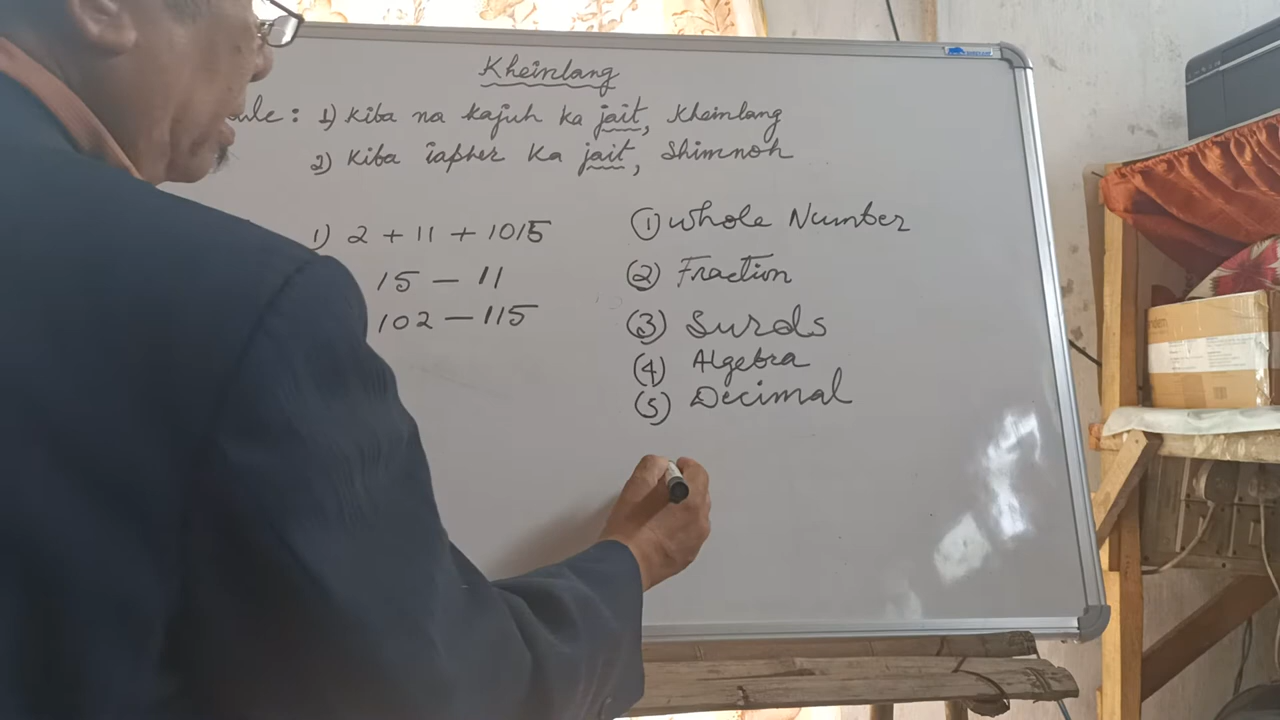 Kheinlang
ule : 1) Kiba na kajuh ka jait, Kheinlang
2) Kiba ïapher ka jait, Shimnoh
1) 2 + 11 + 1015
15 — 11
102 — 115
(1) Whole Number
(2) Fraction
(3) Surds
(4) Algebra
(5) Decimal